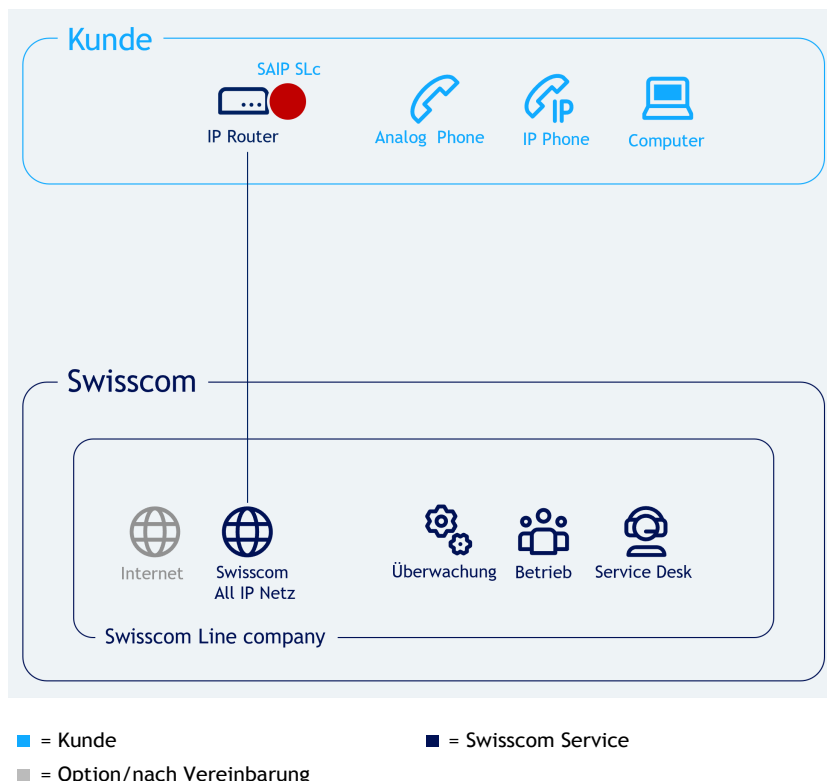 Kunde
SAIP SLc
IP Router
Analog Phone
IP
IP Phone
Computer
Swisscom
Internet
Swisscom
All IP Netz
Überwachung
Betrieb
Service Desk
Swisscom Line company
= Kunde
= Swisscom Service
= Option/nach Vereinbarung